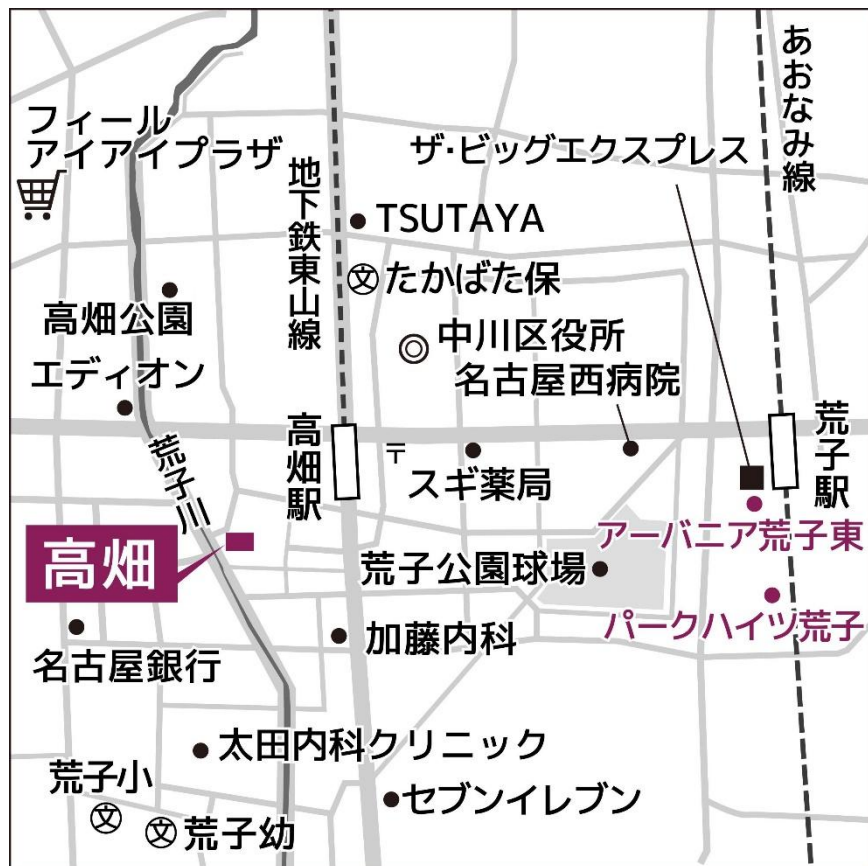 フィール
アイアイプラザ
地下鉄東山線
あおなみ線
ザ・ビッグエクスプレス
TSUTAYA
文 たかばた保
高畑公園
中川区役所
エディオン
名古屋西病院
荒子川
高畑駅
荒子駅
〒
スギ薬局
アーバニア荒子東
高畑
荒子公園球場
パークハイツ荒子
加藤内科
名古屋銀行
太田内科クリニック
荒子小
文
セブンイレブン
文 荒子幼